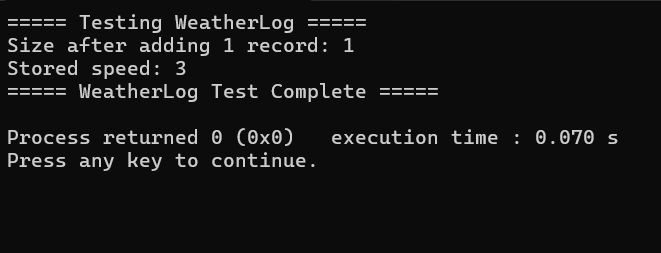 ===== Testing WeatherLog =====
Size after adding 1 record: 1
Stored speed: 3
===== WeatherLog Test Complete =====
Process returned 0 (0x0)   execution time : 0.070 s
Press any key to continue.